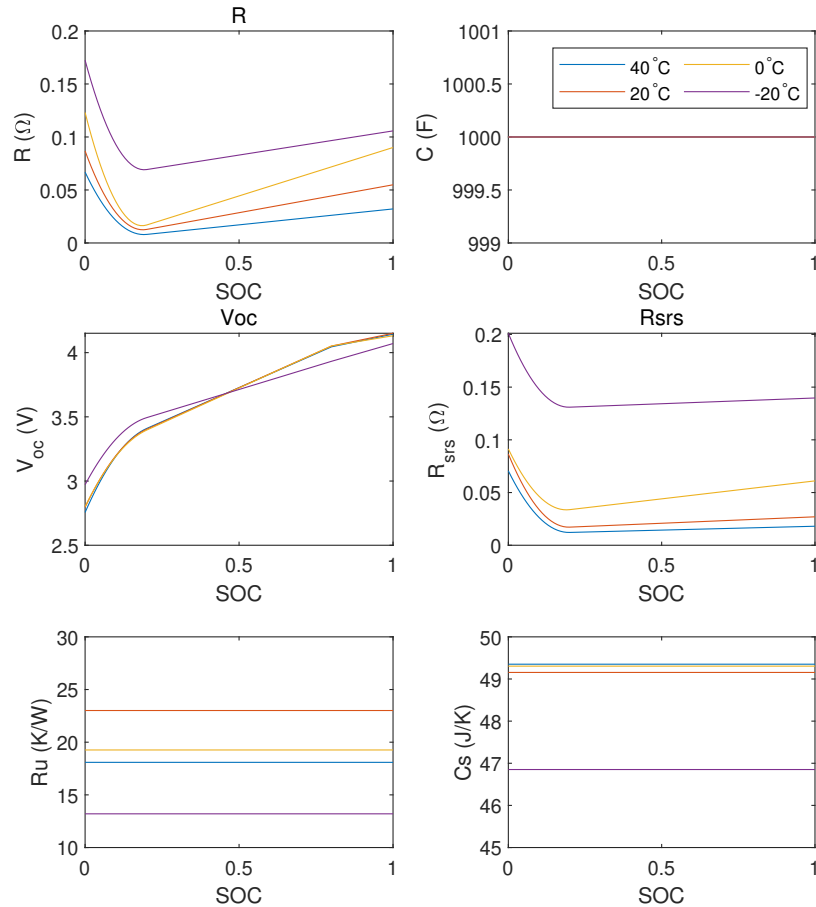 R
R (Ω)
0.2
0.15
0.1
0.05
0
0 0.5 1
SOC
C (F)
1001
1000.5
1000
999.5
999
40°C 0°C
20°C -20°C
0 0.5 1
SOC
Voc
V_oc (V)
4
3.5
3
2.5
0 0.5 1
SOC
Rsrs
R_srs (Ω)
0.2
0.15
0.1
0.05
0
0 0.5 1
SOC
Ru (K/W)
30
25
20
15
10
0 0.5 1
SOC
Cs (J/K)
50
49
48
47
46
45
0 0.5 1
SOC